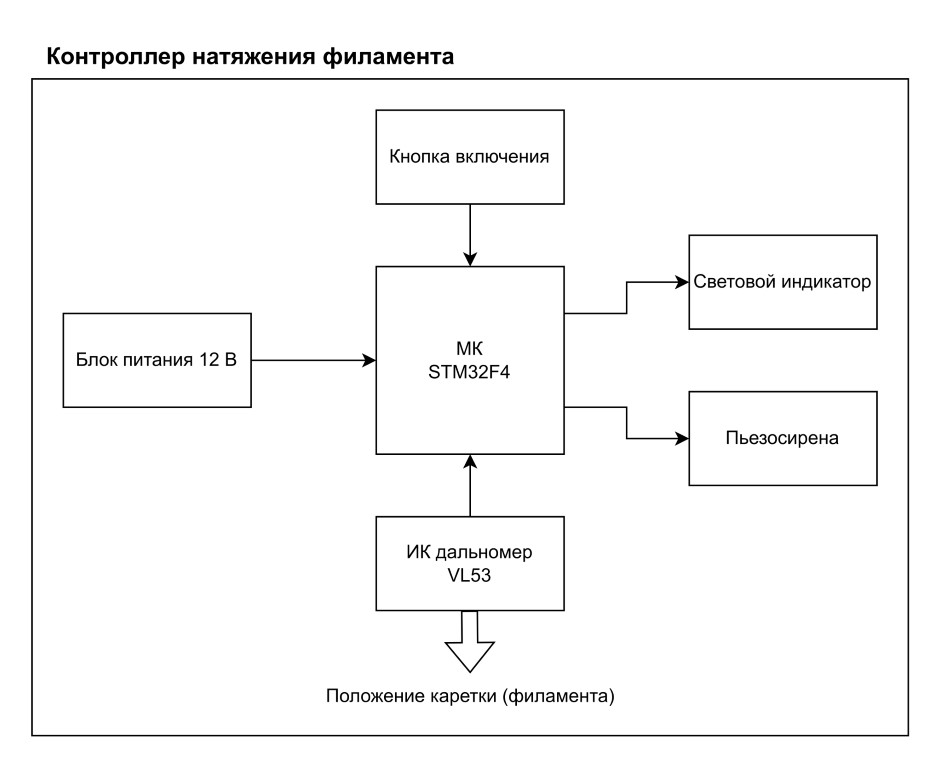 Контроллер натяжения филамента
Кнопка включения
Световой индикатор
Блок питания 12 В
МК
STM32F4
Пьезосирена
ИК дальномер
VL53
Положение каретки (филамента)